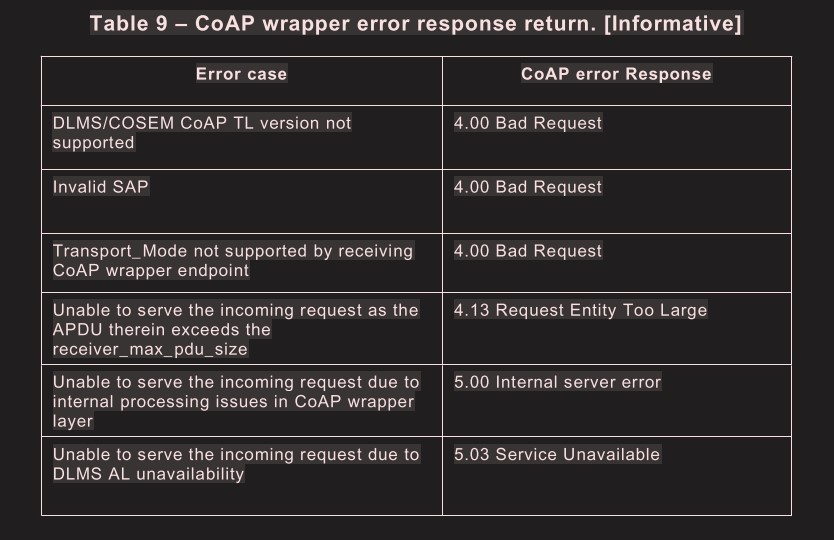 Table 9 – CoAP wrapper error response return. [Informative]
Error case
CoAP error Response
DLMS/COSEM CoAP TL version not
supported
4.00 Bad Request
Invalid SAP
4.00 Bad Request
Transport_Mode not supported by receiving
CoAP wrapper endpoint
4.00 Bad Request
Unable to serve the incoming request as the
APDU therein exceeds the
receiver_max_pdu_size
4.13 Request Entity Too Large
Unable to serve the incoming request due to
internal processing issues in CoAP wrapper
layer
5.00 Internal server error
Unable to serve the incoming request due to
DLMS AL unavailability
5.03 Service Unavailable